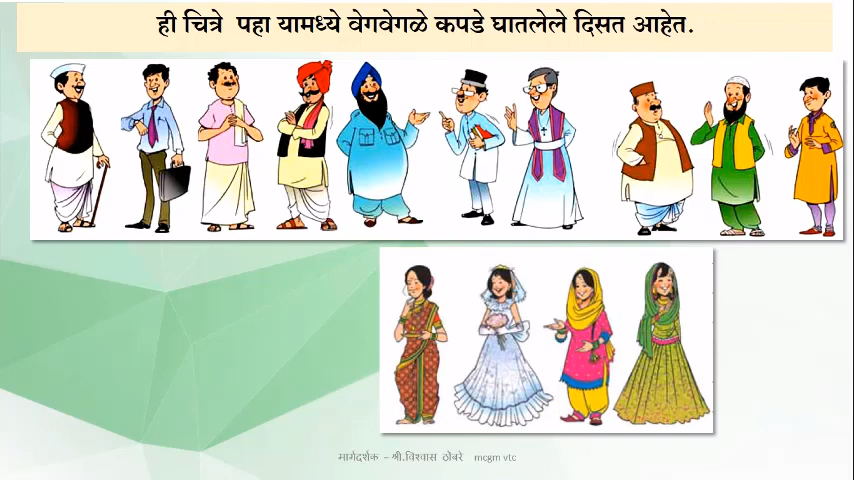 ही चित्रे पहा यामध्ये वेगवेगळे कपडे घातलेले दिसत आहेत.
मार्गदर्शक - श्री.विश्वास ठोंबरे mcgm vtc